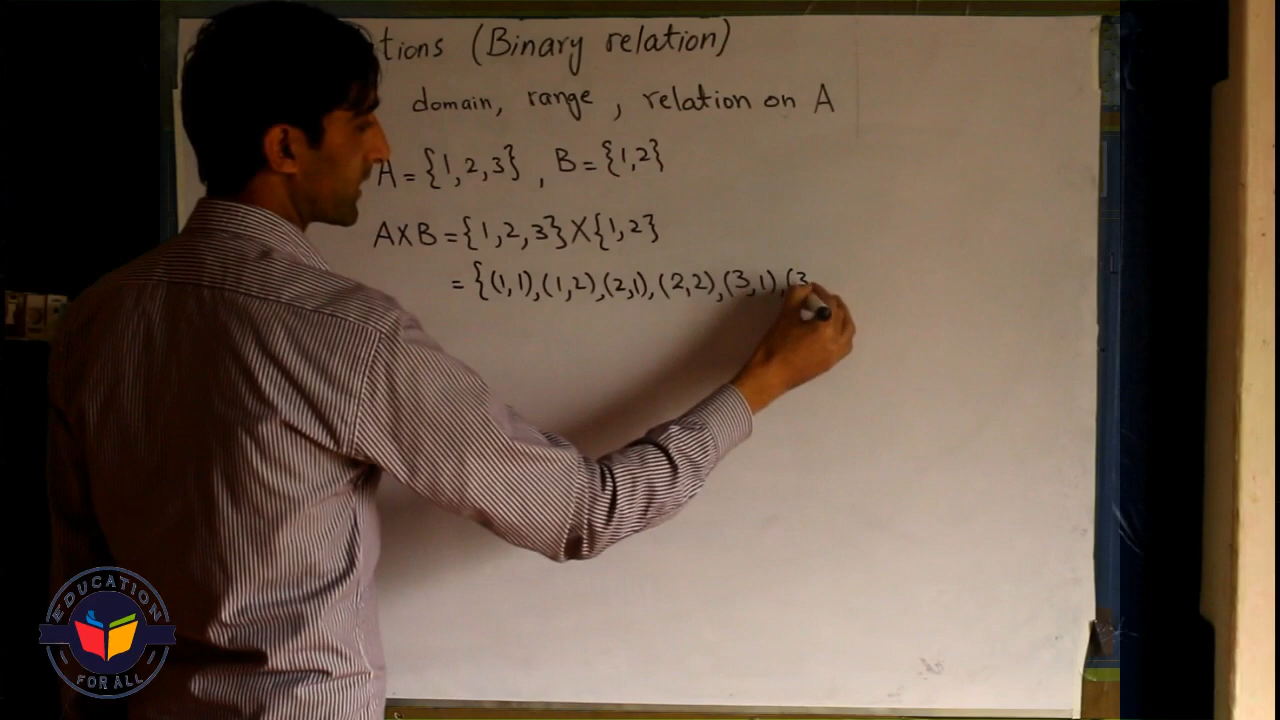 tions (Binary relation)
domain, range, relation on A
A = {1,2,3} , B = {1,2}
AXB = {1,2,3}X{1,2}
= {(1,1),(1,2),(2,1),(2,2),(3,1),(3
EDUCATION
FOR ALL